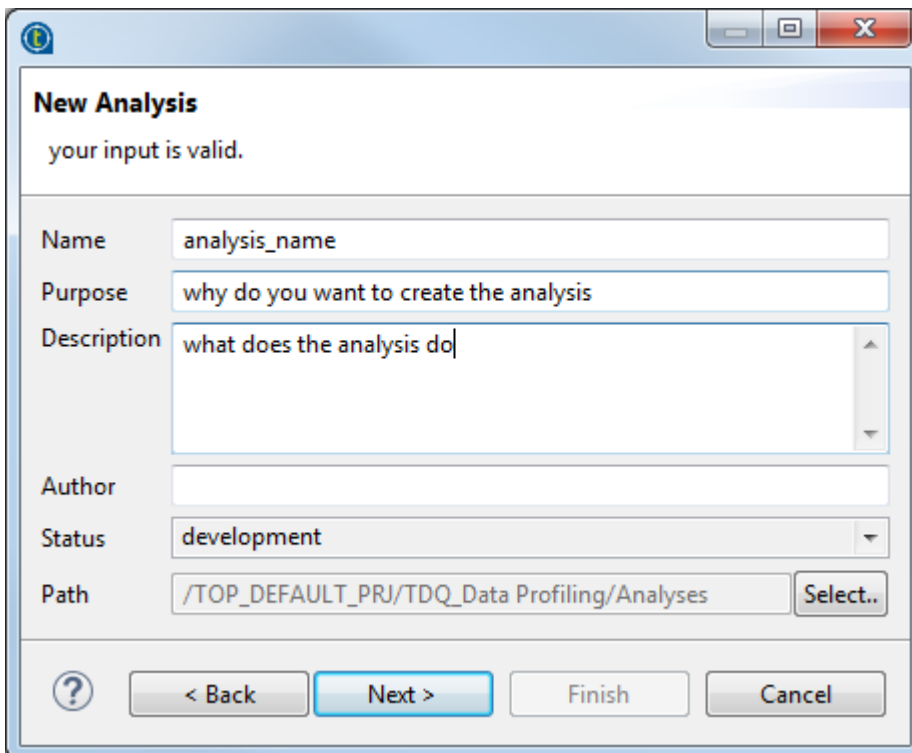 New Analysis
your input is valid.
Name analysis_name
Purpose why do you want to create the analysis
Description what does the analysis do
Author
Status development
Path /TOP_DEFAULT_PRJ/TDQ_Data Profiling/Analyses Select..
? < Back Next > Finish Cancel